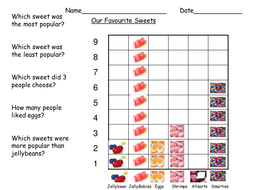 Name____________________ Date______________
Our Favourite Sweets
Which sweet was
the most popular?
Which sweet was
the least popular?
Which sweet did 3
people choose?
How many people
liked eggs?
Which sweets were
more popular than
jellybeans?
9
8
7
6
5
4
3
2
1
Jellybean JellyBabies Eggs Shrimps Allsorts Smarties